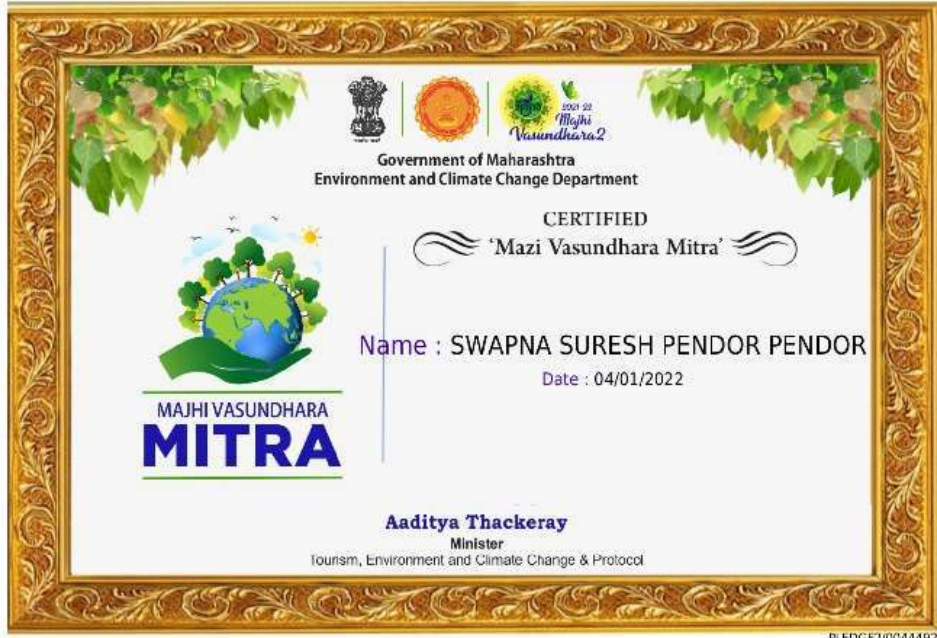 2021-22
Majhi
Vasundhara2
Government of Maharashtra
Environment and Climate Change Department
CERTIFIED
'Mazi Vasundhara Mitra'
Name : SWAPNA SURESH PENDOR PENDOR
Date : 04/01/2022
MAJHI VASUNDHARA
MITRA
Aaditya Thackeray
Minister
Tourism, Environment and Climate Change & Protocol